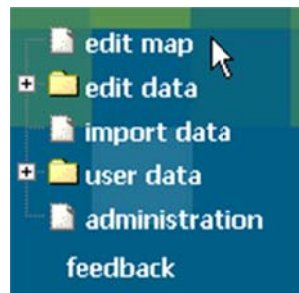 edit map
edit data
import data
user data
administration
feedback